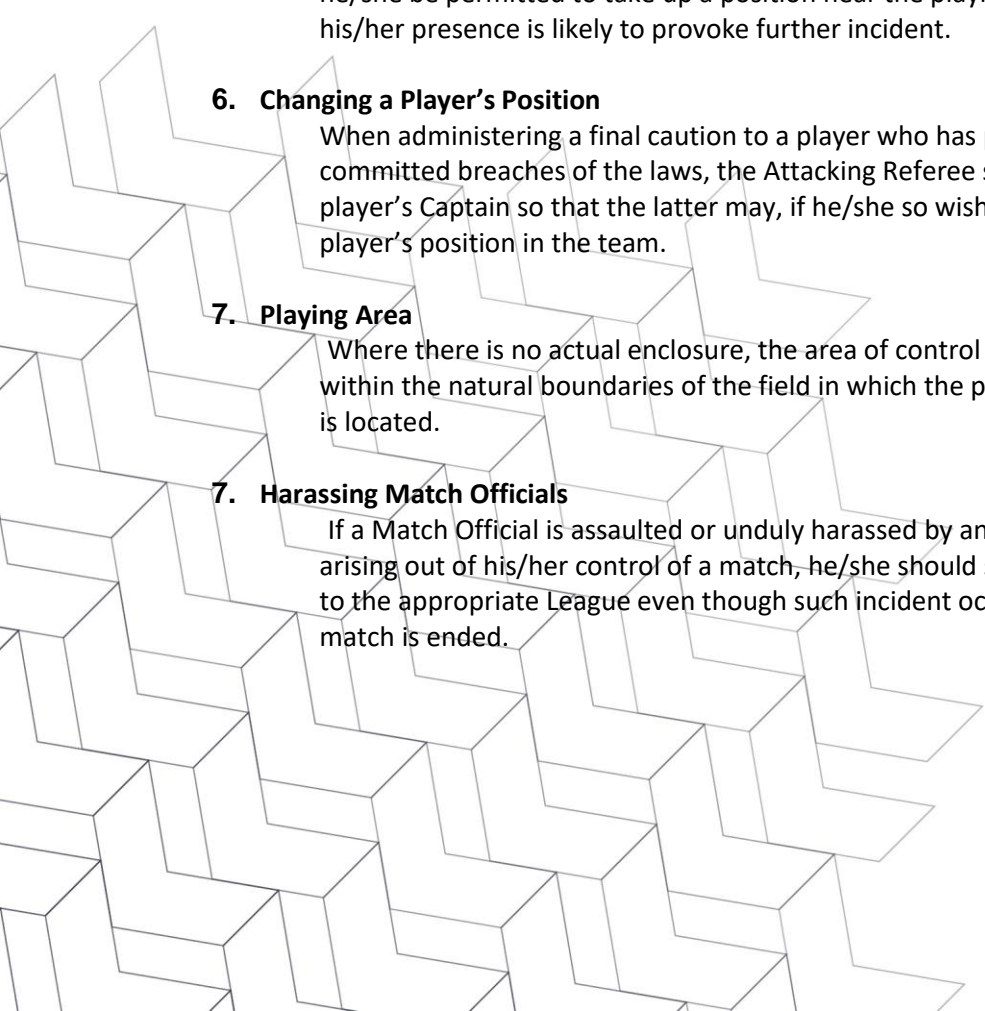 he/she be permitted to take up a position near the
his/her presence is likely to provoke further incident.
6. Changing a Player’s Position
When administering a final caution to a player who has
committed breaches of the laws, the Attacking Referee
player’s Captain so that the latter may, if he/she so
player’s position in the team.
7. Playing Area
Where there is no actual enclosure, the area of control
within the natural boundaries of the field in which the
is located.
7. Harassing Match Officials
If a Match Official is assaulted or unduly harassed by
arising out of his/her control of a match, he/she should
to the appropriate League even though such incident
match is ended.